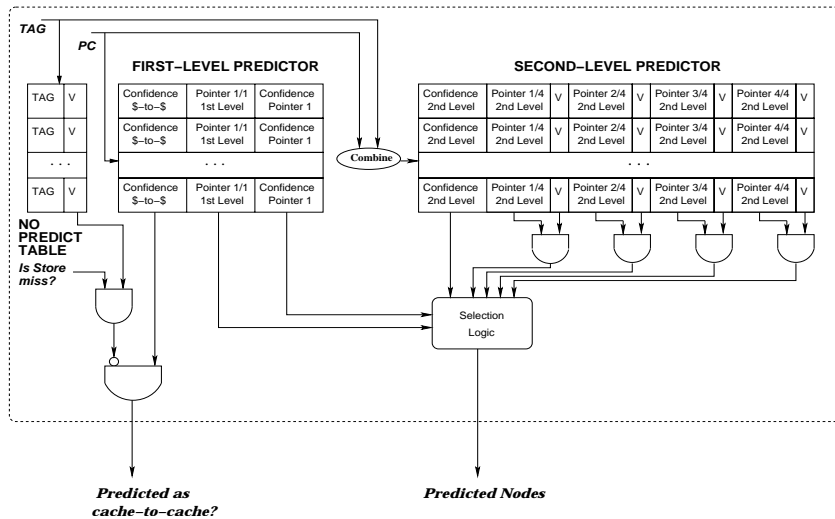 TAG
PC
FIRST−LEVEL PREDICTOR
SECOND−LEVEL PREDICTOR
TAG V
Confidence $−to−$ Pointer 1/1 1st Level Confidence Pointer 1
Confidence 2nd Level Pointer 1/4 2nd Level V Pointer 2/4 2nd Level V Pointer 3/4 2nd Level V Pointer 4/4 2nd Level V
TAG V
Confidence $−to−$ Pointer 1/1 1st Level Confidence Pointer 1
Confidence 2nd Level Pointer 1/4 2nd Level V Pointer 2/4 2nd Level V Pointer 3/4 2nd Level V Pointer 4/4 2nd Level V
. . .
. . .
Combine
. . .
TAG V
Confidence $−to−$ Pointer 1/1 1st Level Confidence Pointer 1
Confidence 2nd Level Pointer 1/4 2nd Level V Pointer 2/4 2nd Level V Pointer 3/4 2nd Level V Pointer 4/4 2nd Level V
NO
PREDICT
TABLE
Is Store
miss?
Selection
Logic
Predicted as
cache−to−cache?
Predicted Nodes